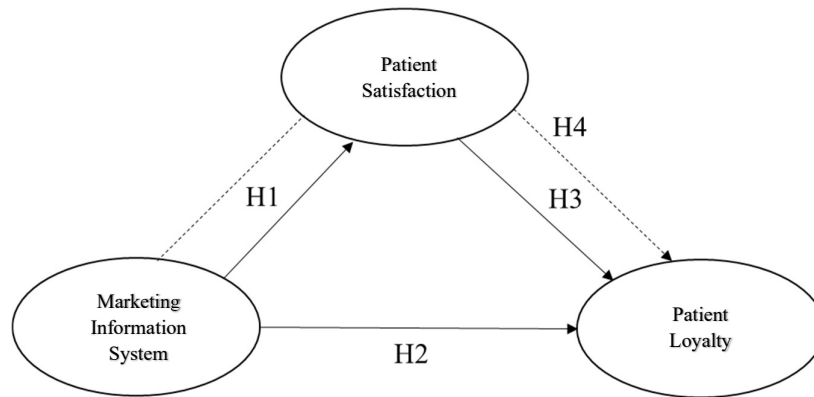 Patient
Satisfaction
H4
H1
H3
Marketing
Information
System
Patient
Loyalty
H2